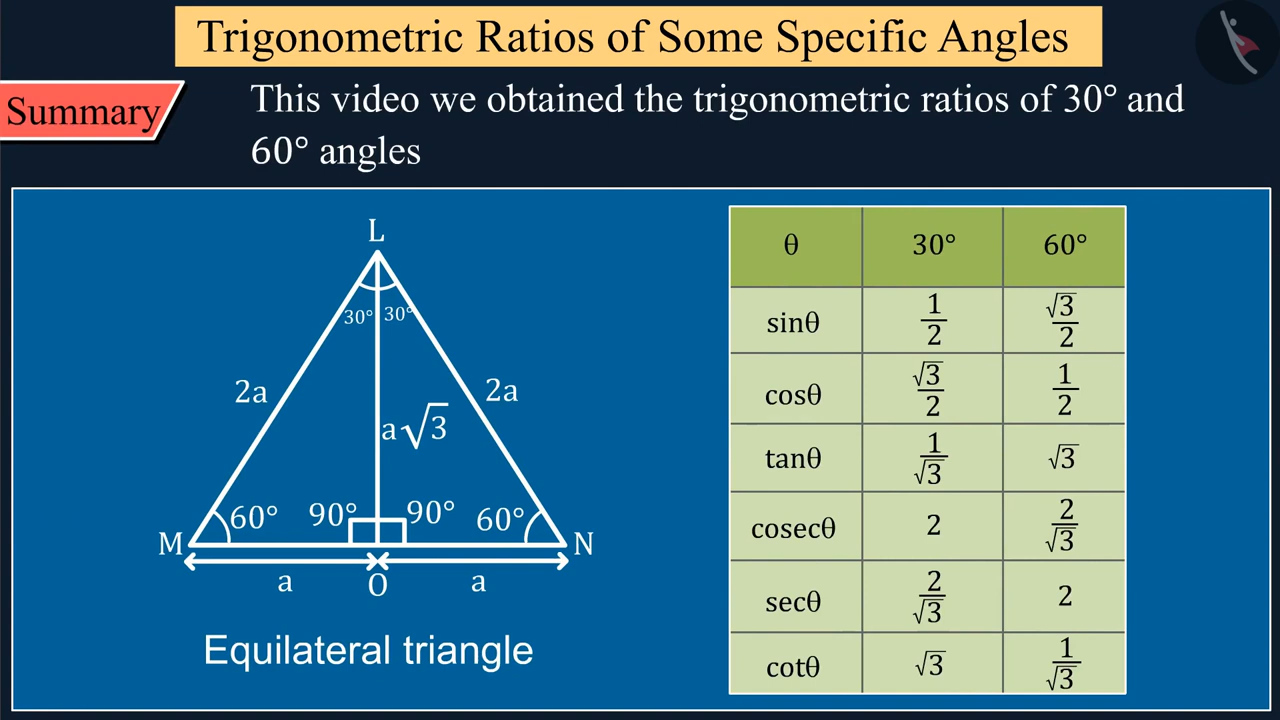 Trigonometric Ratios of Some Specific Angles
Summary
This video we obtained the trigonometric ratios of 30° and
60° angles
L
30° 30°
2a 2a
a√3
60° 90° 90° 60°
M N
a O a
Equilateral triangle
θ 30° 60°
sinθ 1/2 √3/2
cosθ √3/2 1/2
tanθ 1/√3 √3
cosecθ 2 2/√3
secθ 2/√3 2
cotθ √3 1/√3